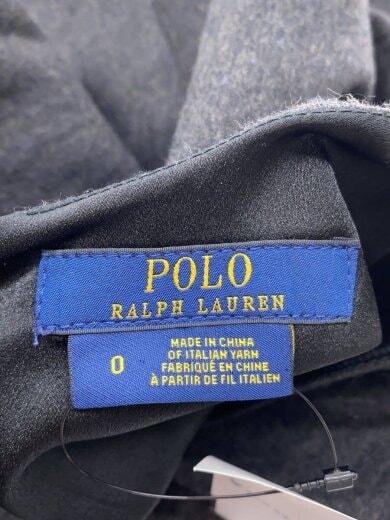 POLO
RALPH LAUREN
0
MADE IN CHINA
OF ITALIAN YARN
FABRIQUÉ EN CHINE
À PARTIR DE FIL ITALIEN